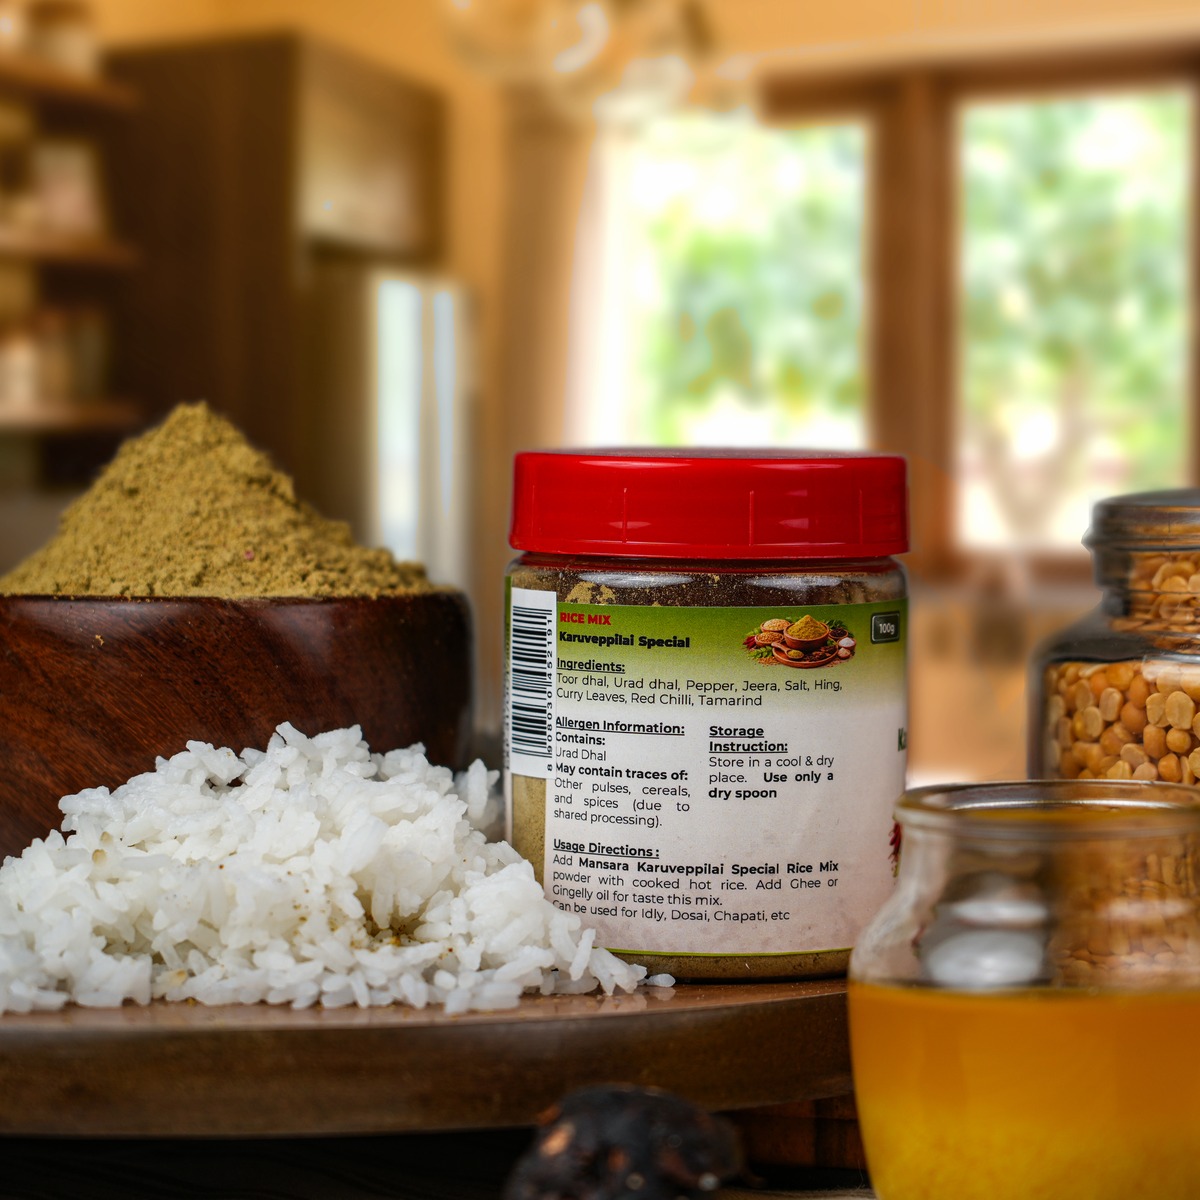 RICE MIX
Karuveppilai Special
100g
Ingredients:
Toor dhal, Urad dhal, Pepper, Jeera, Salt, Hing,
Curry Leaves, Red Chilli, Tamarind
Allergen Information:
Contains:
Urad Dhal
May contain traces of:
Other pulses, cereals,
and spices (due to
shared processing).
Storage
Instruction:
Store in a cool & dry
place. Use only a
dry spoon
Usage Directions :
Add Mansara Karuveppilai Special Rice Mix
powder with cooked hot rice. Add Ghee or
Gingelly oil for taste this mix.
Can be used for Idly, Dosai, Chapati, etc